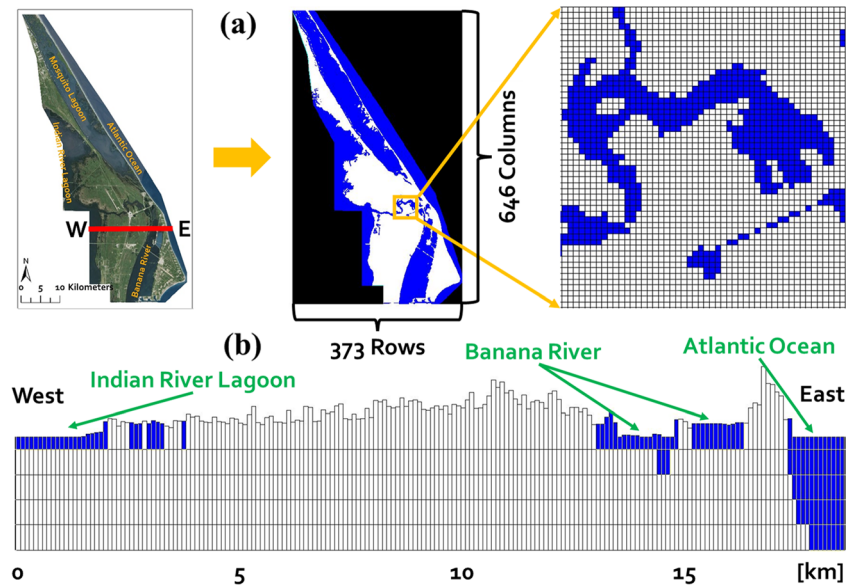 (a)
Mosquito Lagoon
Atlantic Ocean
Indian River Lagoon
W
E
Banana River
N
0 5 10 Kilometers
646 Columns
373 Rows
(b)
Banana River
Atlantic Ocean
West
Indian River Lagoon
East
0 5 10 15 [km]